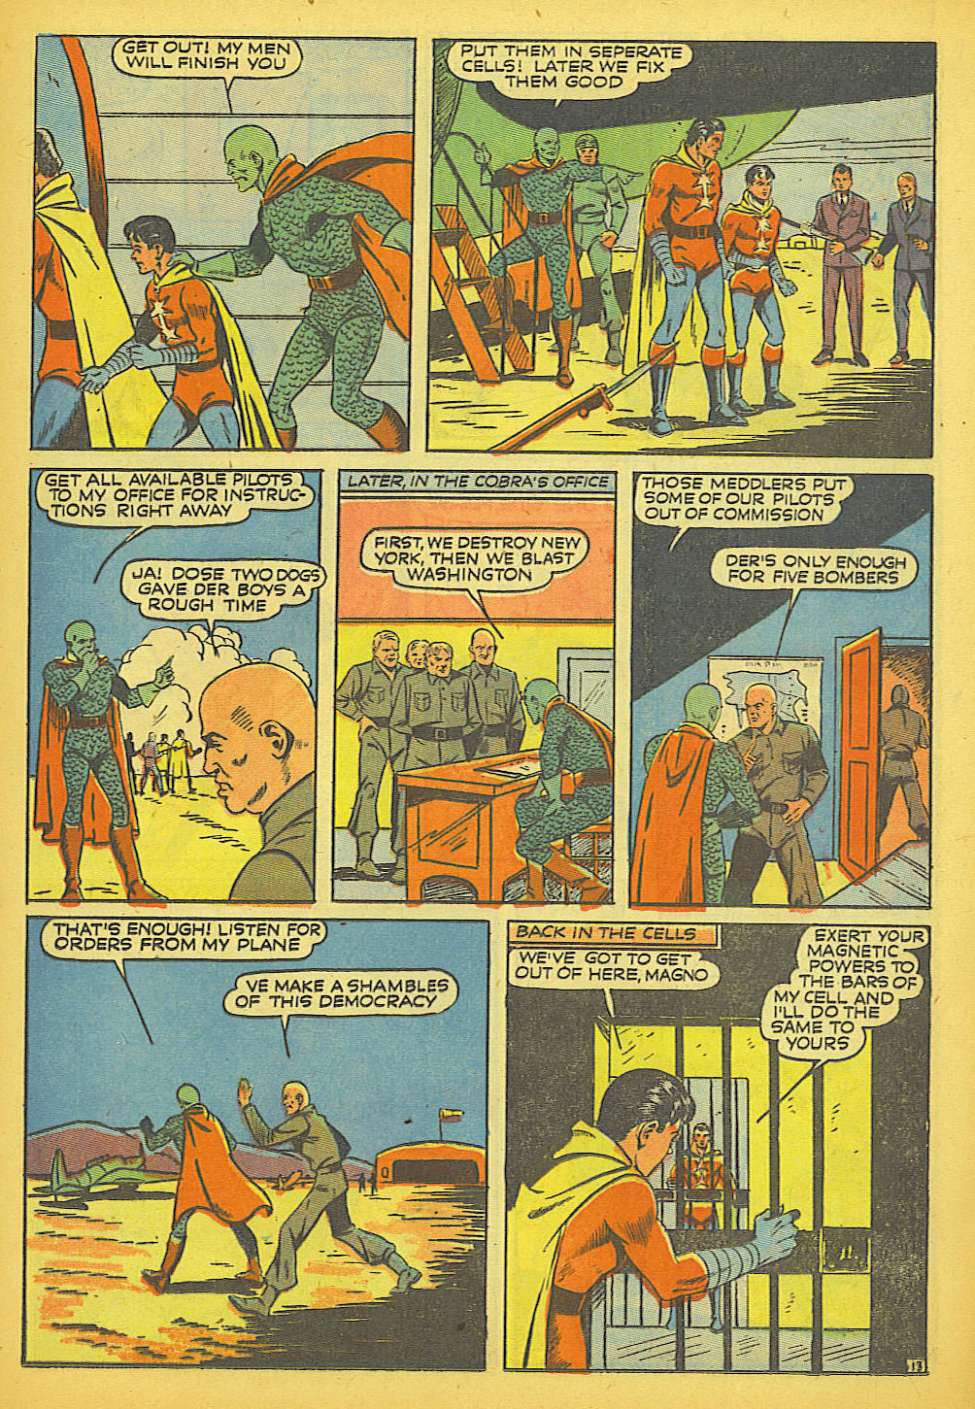 GET OUT! MY MEN
WILL FINISH YOU
PUT THEM IN SEPERATE
CELLS! LATER WE FIX
THEM GOOD
GET ALL AVAILABLE PILOTS
TO MY OFFICE FOR INSTRUC-
TIONS RIGHT AWAY
JA! DOSE TWO DOGS
GAVE DER BOYS A
ROUGH TIME
LATER, IN THE COBRA'S OFFICE
FIRST, WE DESTROY NEW
YORK, THEN WE BLAST
WASHINGTON
THOSE MEDDLERS PUT
SOME OF OUR PILOTS
OUT OF COMMISSION
DER'S ONLY ENOUGH
FOR FIVE BOMBERS
THAT'S ENOUGH! LISTEN FOR
ORDERS FROM MY PLANE
VE MAKE A SHAMBLES
OF THIS DEMOCRACY
BACK IN THE CELLS
WE'VE GOT TO GET
OUT OF HERE, MAGNO
EXERT YOUR
MAGNETIC
POWERS TO
THE BARS OF
MY CELL AND
I'LL DO THE
SAME TO
YOURS
13